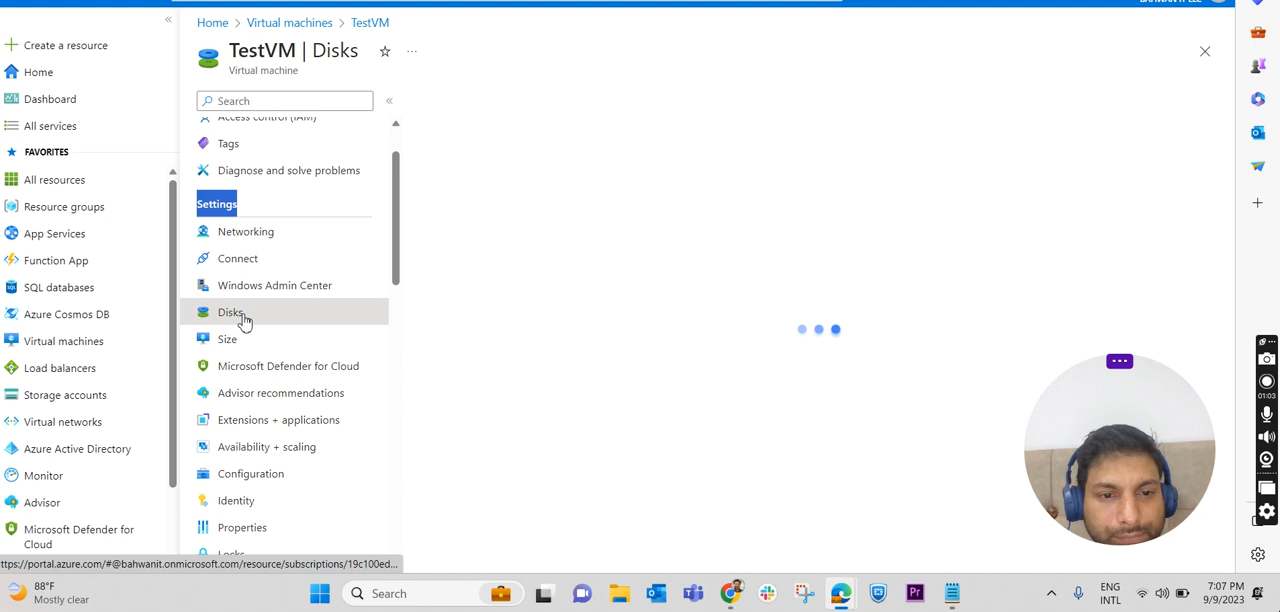 Home > Virtual machines > TestVM
TestVM | Disks
Virtual machine
Create a resource
Home
Dashboard
All services
FAVORITES
All resources
Resource groups
App Services
Function App
SQL databases
Azure Cosmos DB
Virtual machines
Load balancers
Storage accounts
Virtual networks
Azure Active Directory
Monitor
Advisor
Microsoft Defender for
Cloud
Search
Access control (IAM)
Tags
Diagnose and solve problems
Settings
Networking
Connect
Windows Admin Center
Disks
Size
Microsoft Defender for Cloud
Advisor recommendations
Extensions + applications
Availability + scaling
Configuration
Identity
Properties
Locks
ttps://portal.azure.com/#@bahwanit.onmicrosoft.com/resource/subscriptions/19c100ed...
01:03
88°F
Mostly clear
Search
Pr
ENG
INTL
7:07 PM
9/9/2023